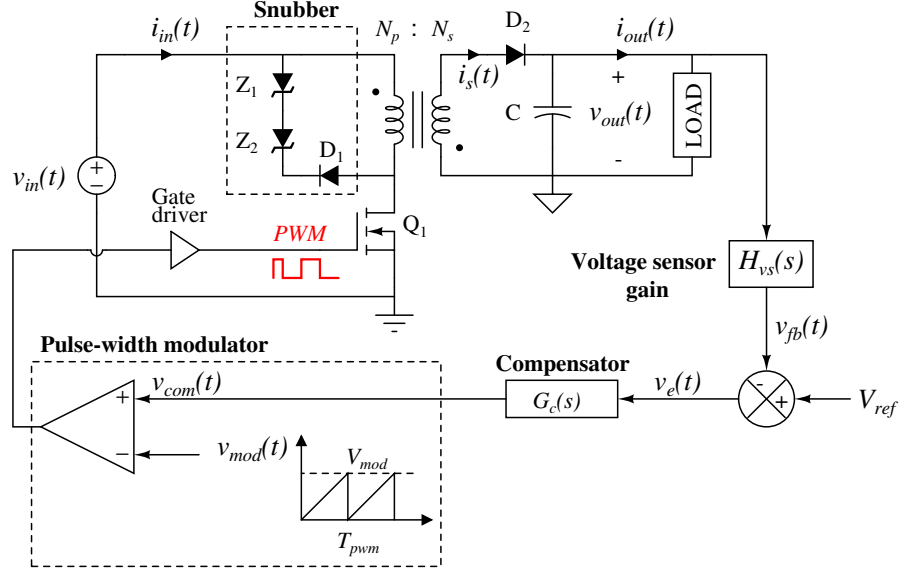 Snubber
i_in(t)
N_p : N_s
D_2
i_out(t)
i_s(t)
+
Z_1
C
v_out(t)
LOAD
Z_2
D_1
-
v_in(t)
+
−
Gate
driver
PWM
Q_1
Voltage sensor
gain
H_vs(s)
v_fb(t)
Pulse-width modulator
Compensator
v_com(t)
G_c(s)
v_e(t)
-
+
V_ref
+
−
v_mod(t)
V_mod
T_pwm